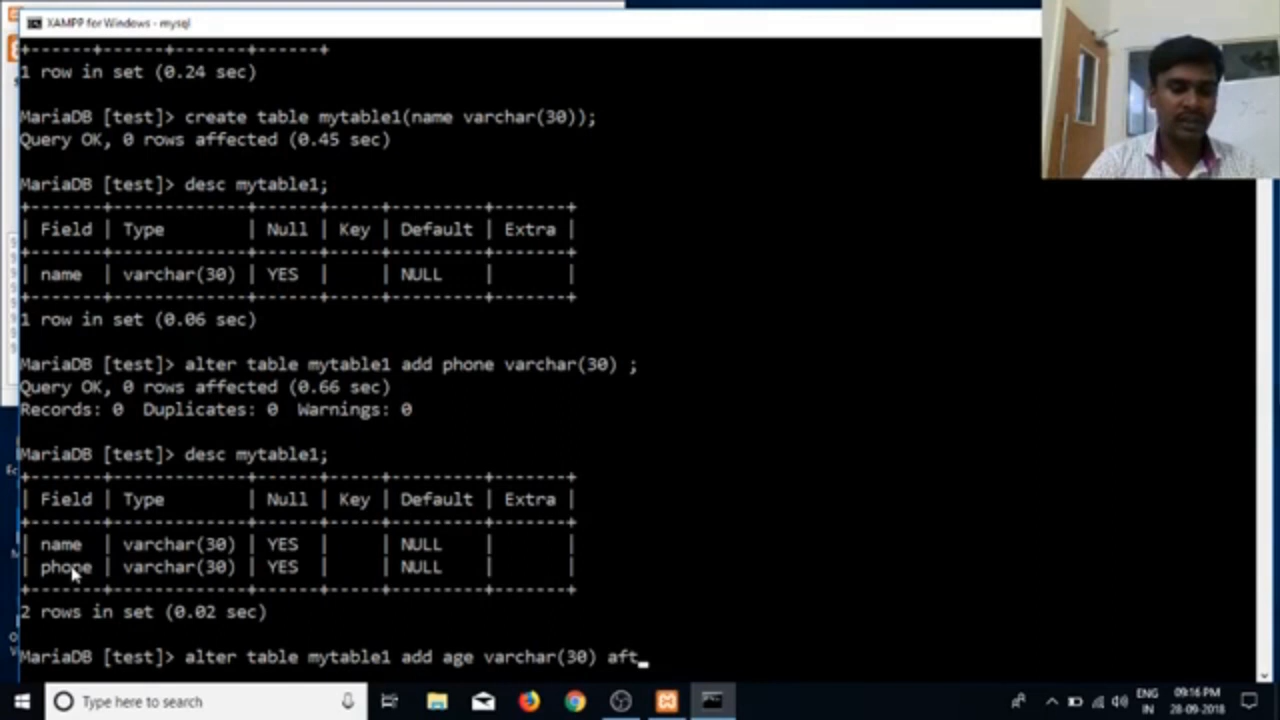 XAMPP for Windows - mysql
+------+-------+-------+------+
1 row in set (0.24 sec)
MariaDB [test]> create table mytable1(name varchar(30));
Query OK, 0 rows affected (0.45 sec)
MariaDB [test]> desc mytable1;
+-------+-------------+------+-----+---------+-------+
| Field | Type | Null | Key | Default | Extra |
+-------+-------------+------+-----+---------+-------+
| name | varchar(30) | YES | | NULL | |
+-------+-------------+------+-----+---------+-------+
1 row in set (0.06 sec)
MariaDB [test]> alter table mytable1 add phone varchar(30) ;
Query OK, 0 rows affected (0.66 sec)
Records: 0 Duplicates: 0 Warnings: 0
MariaDB [test]> desc mytable1;
+-------+-------------+------+-----+---------+-------+
| Field | Type | Null | Key | Default | Extra |
+-------+-------------+------+-----+---------+-------+
| name | varchar(30) | YES | | NULL | |
| phone | varchar(30) | YES | | NULL | |
+-------+-------------+------+-----+---------+-------+
2 rows in set (0.02 sec)
MariaDB [test]> alter table mytable1 add age varchar(30) aft_
Type here to search
ENG 09:16 PM
IN 28-09-2018